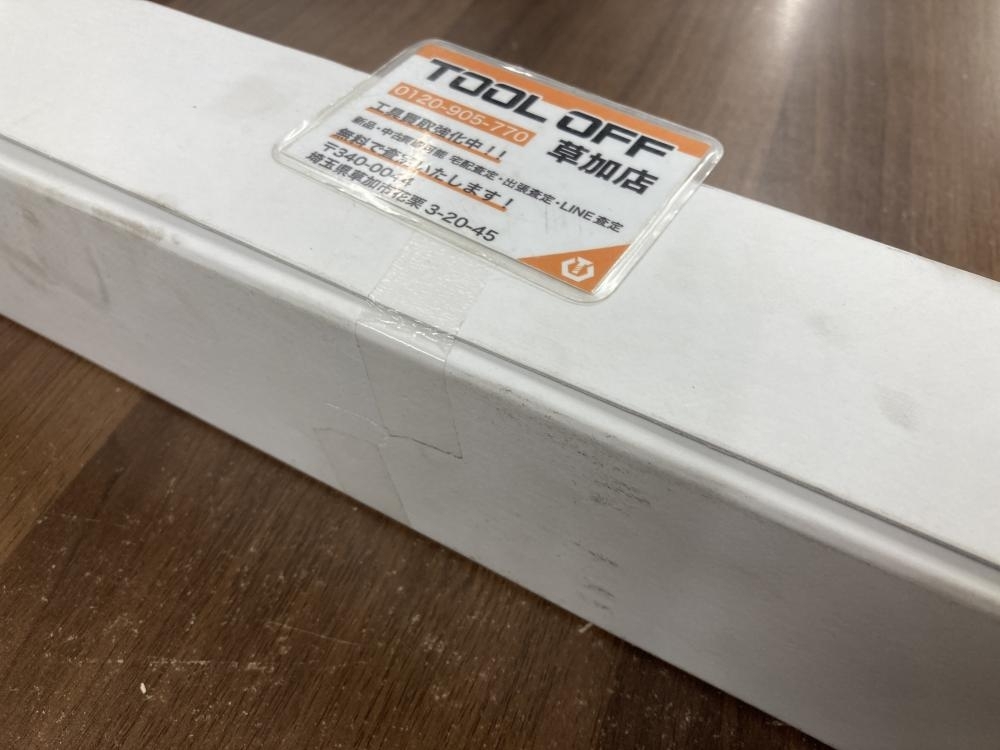 TOOL OFF
0120-905-770
草加店
工具買取強化中！！
新品・中古買取可能 宅配査定・出張査定・LINE査定
無料で査定いたします！
〒340-0044
埼玉県草加市花栗 3-20-45